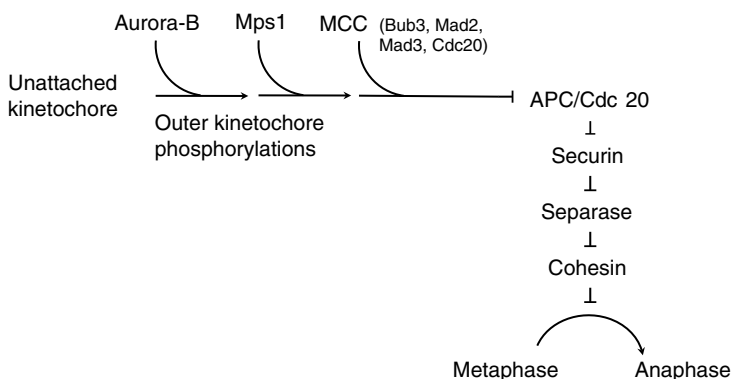 Aurora-B
Mps1
MCC (Bub3, Mad2,
Mad3, Cdc20)
Unattached
kinetochore
Outer kinetochore
phosphorylations
APC/Cdc 20
Securin
Separase
Cohesin
Metaphase
Anaphase